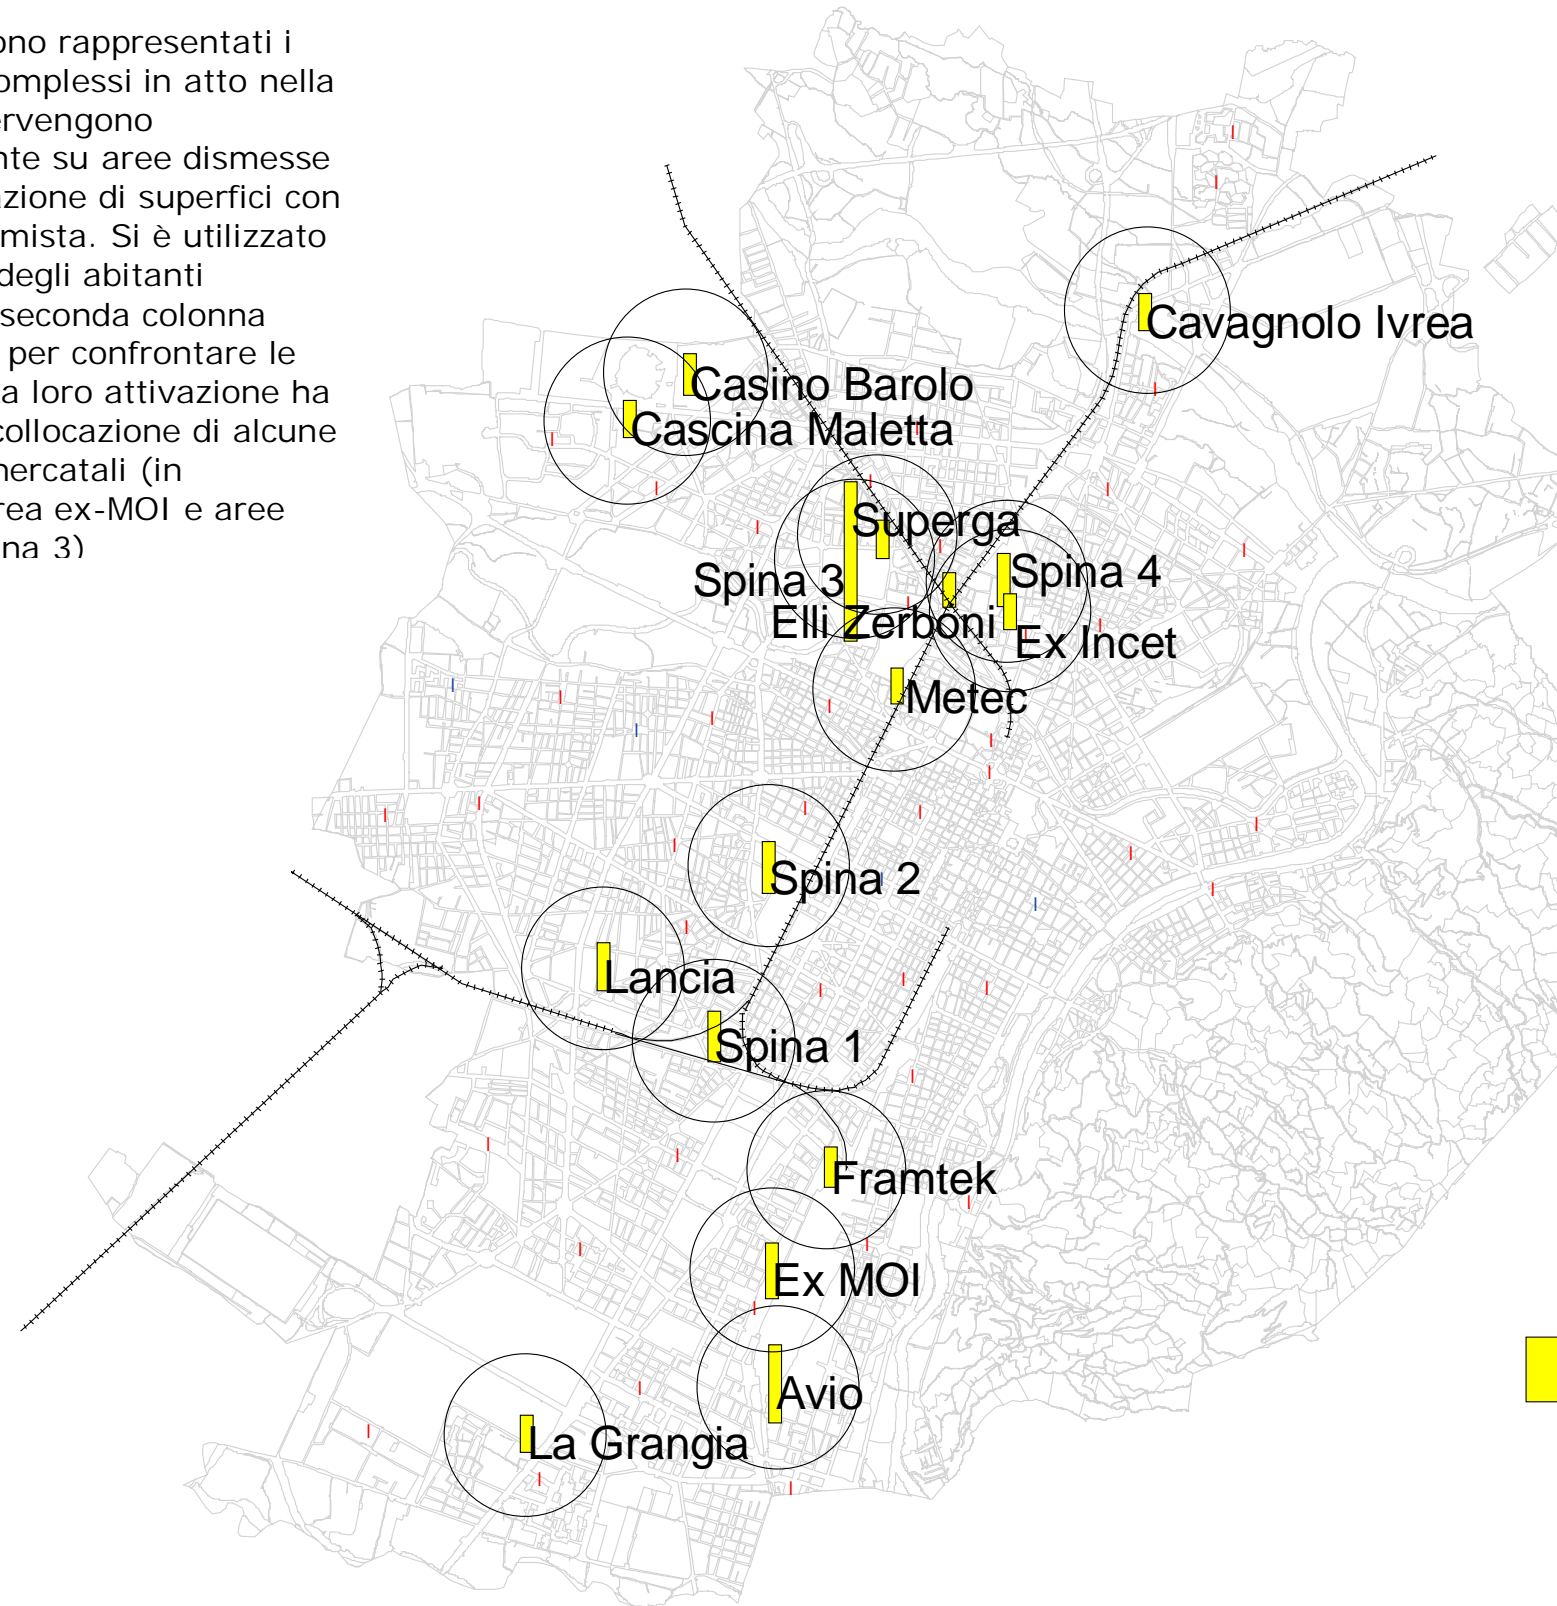 ono rappresentati i
omplessi in atto nella
ervengono
nte su aree dismesse
azione di superfici con
mista. Si è utilizzato
degli abitanti
seconda colonna
per confrontare le
a loro attivazione ha
collocazione di alcune
mercatali (in
rea ex-MOI e aree
na 3)
Cavagnolo Ivrea
Casino Barolo
Cascina Maletta
Superga
Spina 4
Spina 3
Elli Zerboni
Ex Incet
Metec
Spina 2
Lancia
Spina 1
Framtek
Ex MOI
Avio
La Grangia